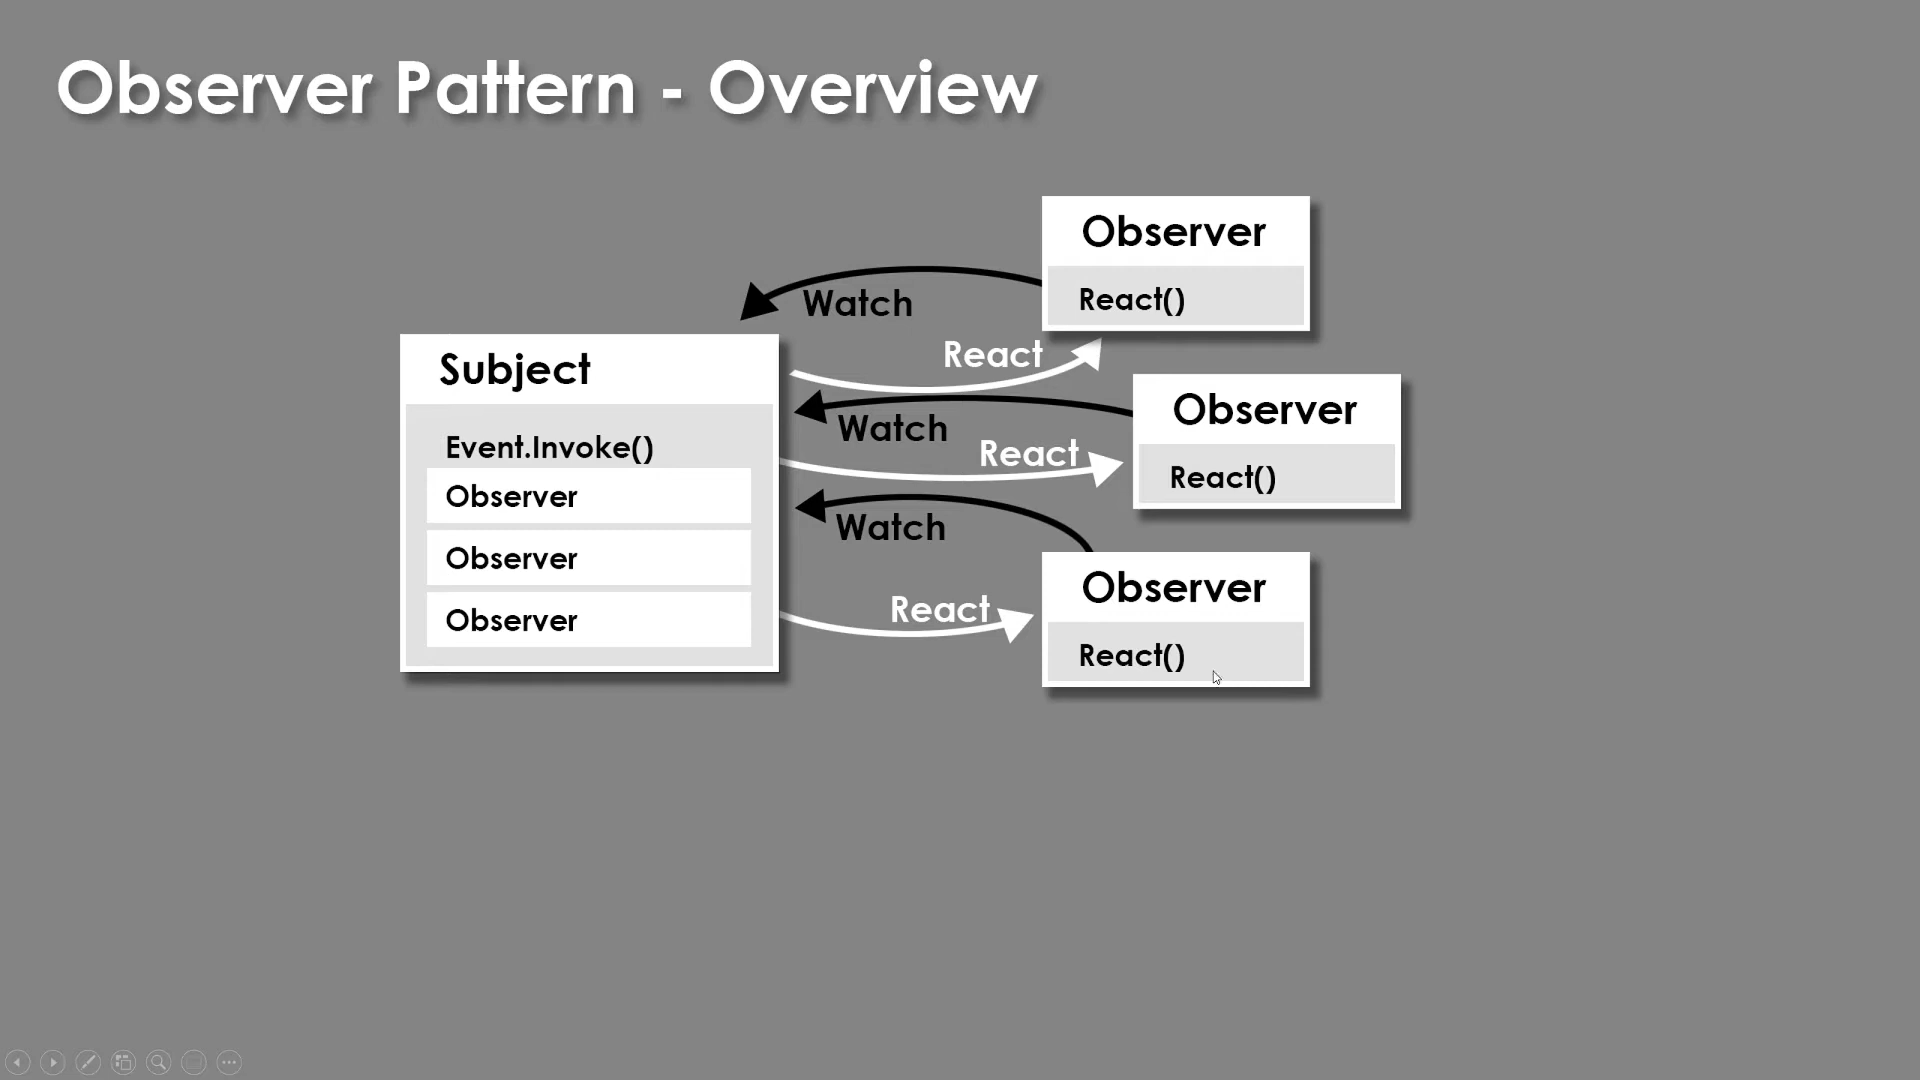 Observer Pattern - Overview
Subject
Event.Invoke()
Observer
Observer
Observer
Watch
React
Watch
React
Watch
React
Observer
React()
Observer
React()
Observer
React()